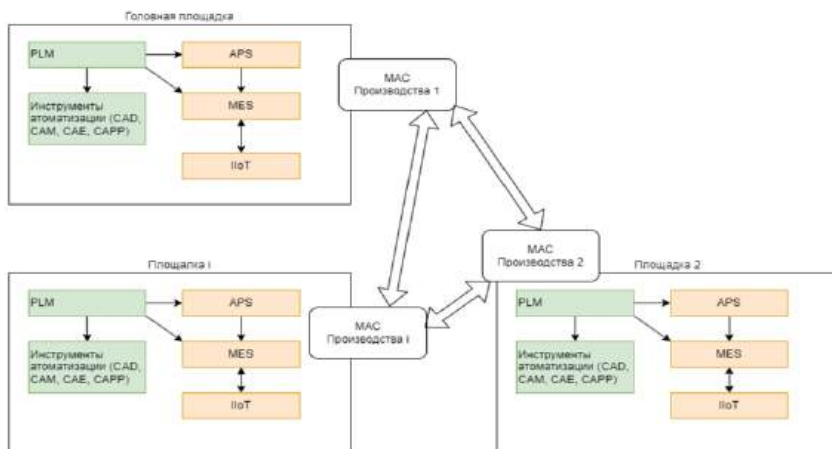 Головная площадка
PLM
APS
Инструменты
атоматизации (CAD,
CAM, CAE, CAPP)
MES
IIoT
МАС
Производства 1
МАС
Производства 2
Площалка i
PLM
APS
Инструменты
атоматизации (CAD,
CAM, CAE, CAPP)
MES
IIoT
МАС
Производства i
Площадка 2
PLM
APS
Инструменты
атоматизации (CAD,
CAM, CAE, CAPP)
MES
IIoT